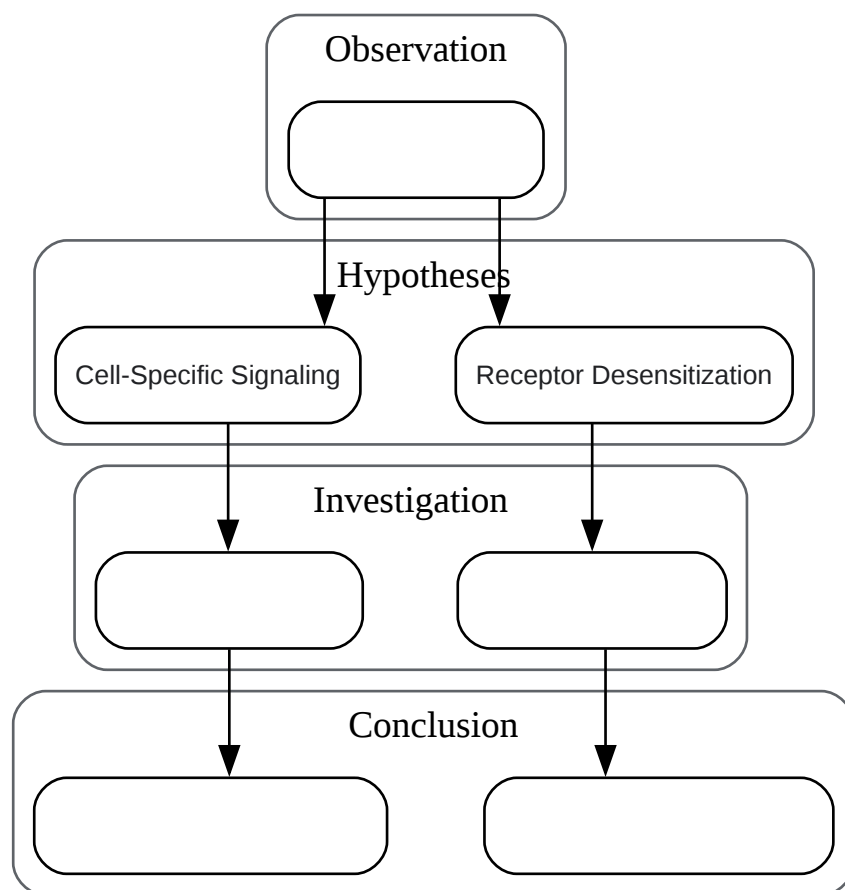 Observation
Hypotheses
Cell-Specific Signaling
Receptor Desensitization
Investigation
Conclusion